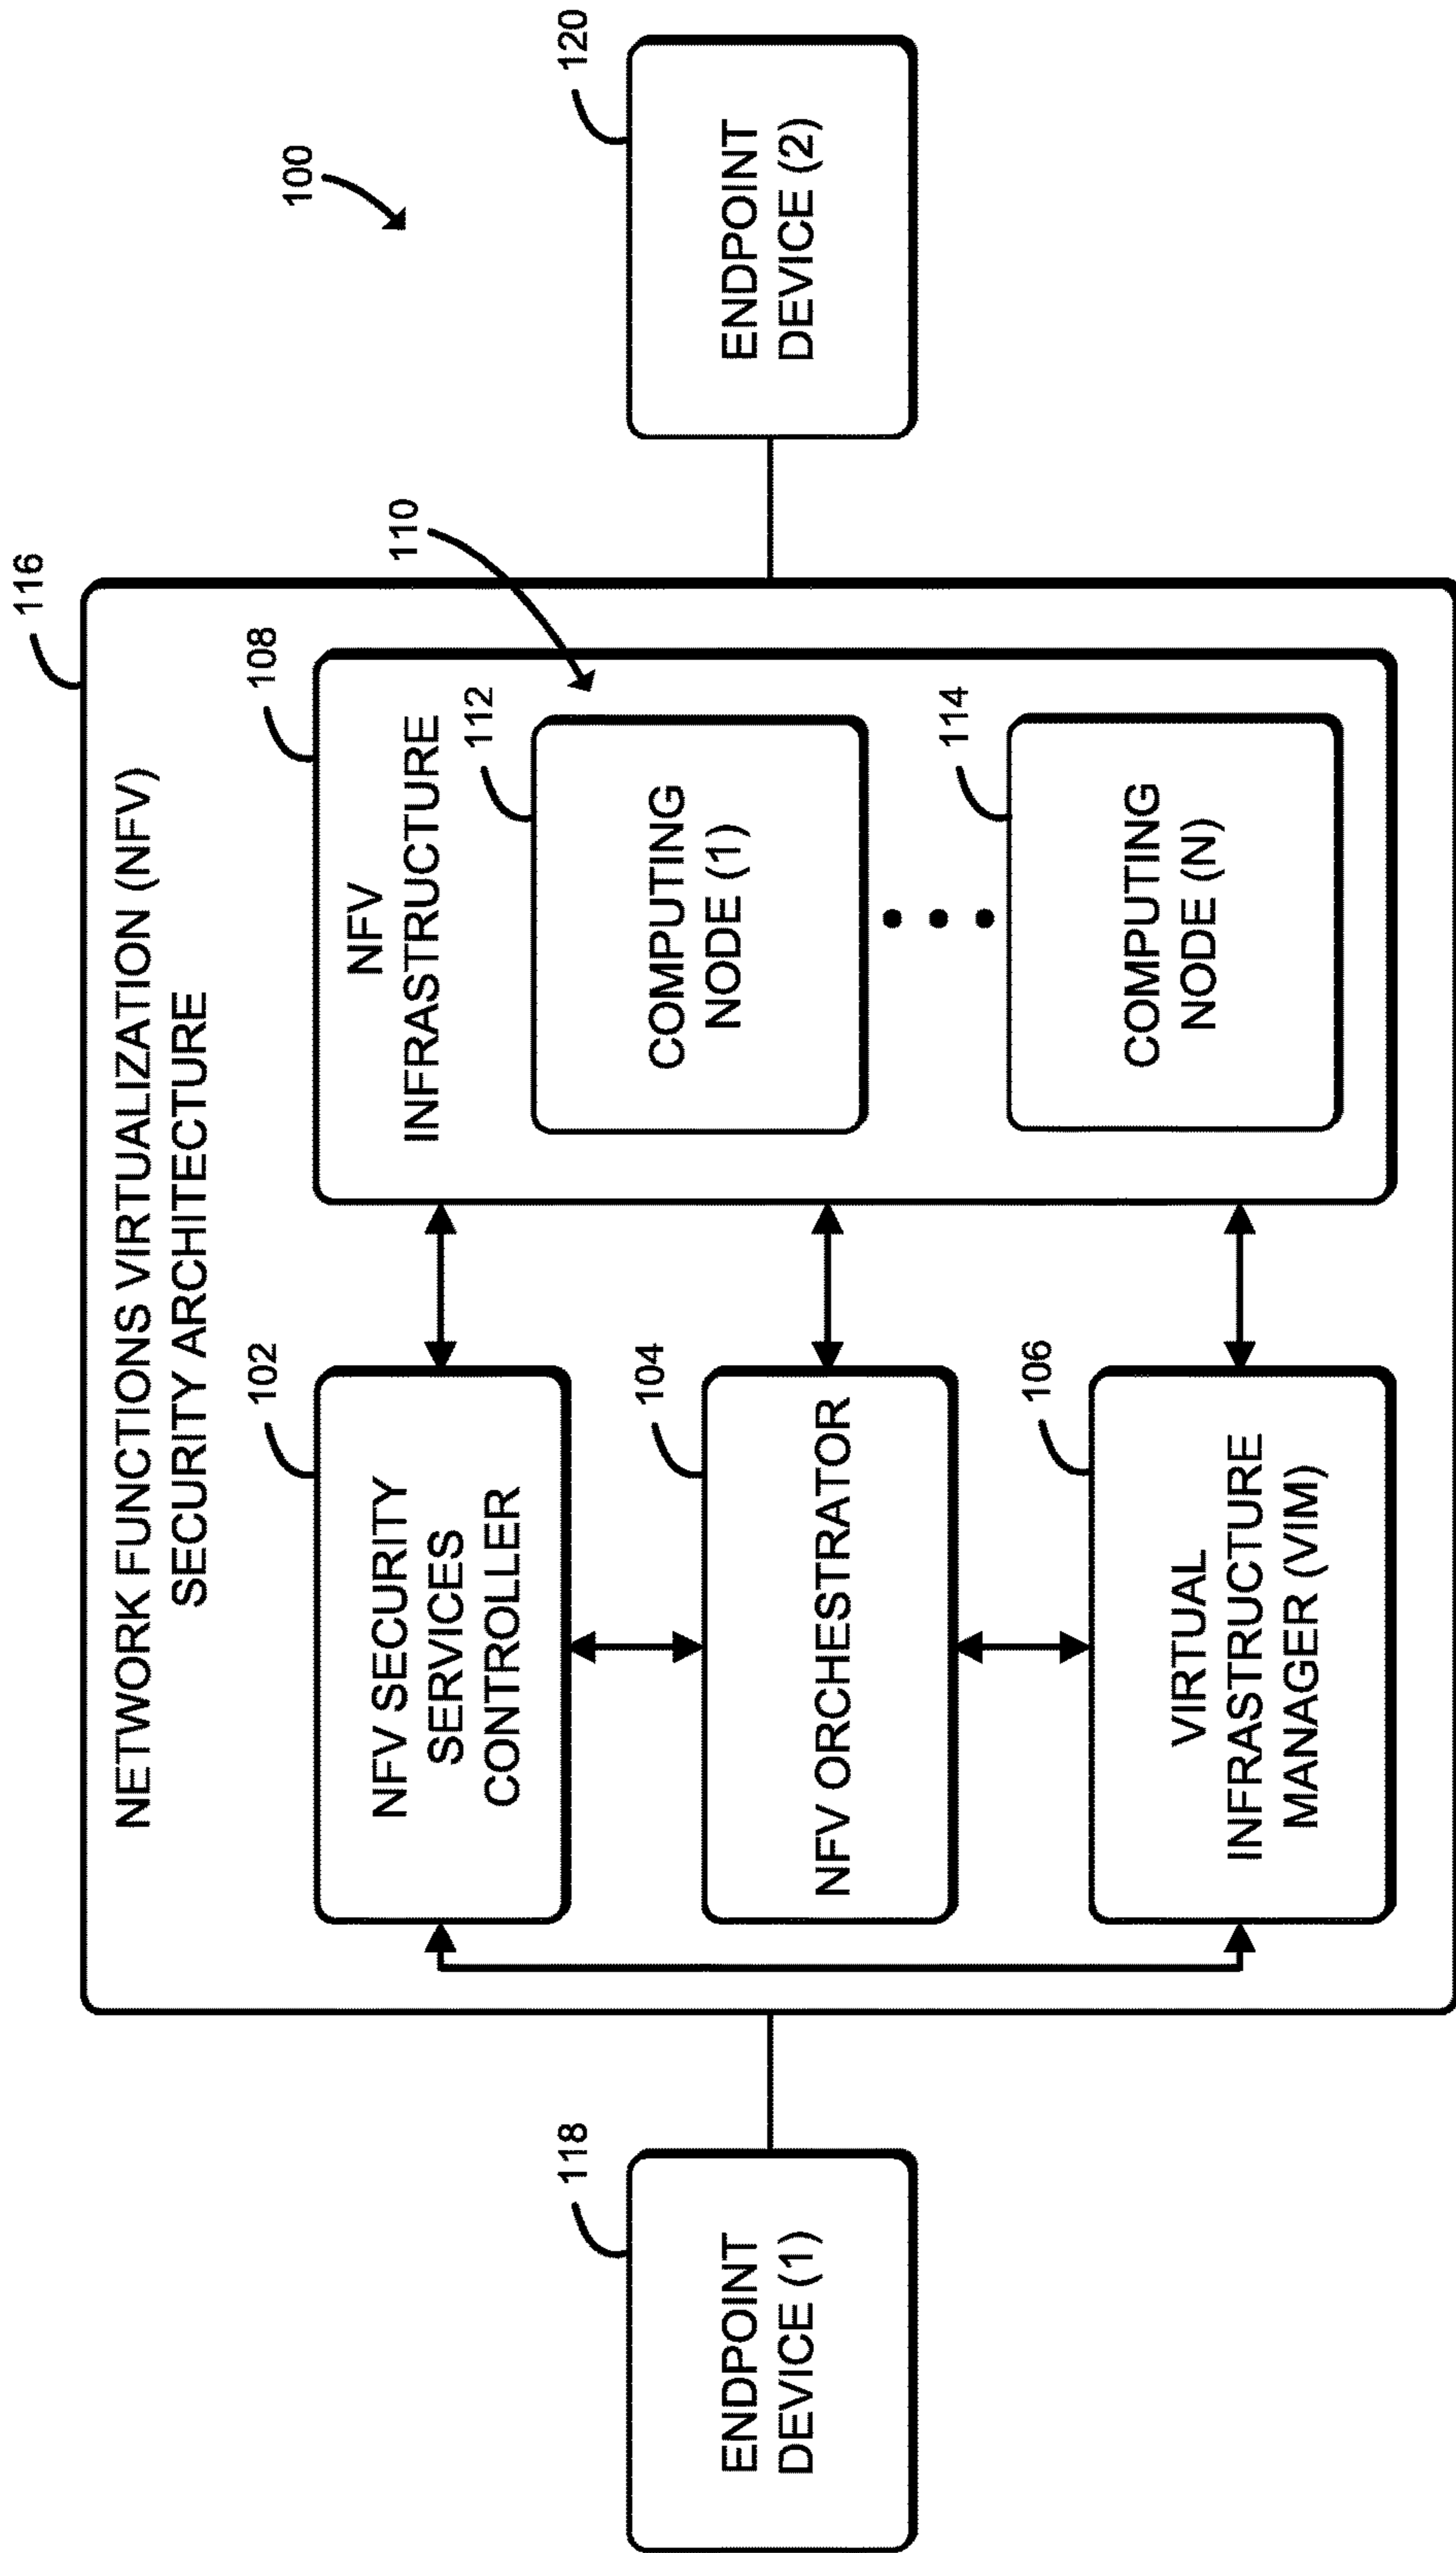 100
116
NETWORK FUNCTIONS VIRTUALIZATION (NFV)
SECURITY ARCHITECTURE
102
NFV SECURITY
SERVICES
CONTROLLER
104
NFV ORCHESTRATOR
106
VIRTUAL
INFRASTRUCTURE
MANAGER (VIM)
108
NFV
INFRASTRUCTURE
110
112
COMPUTING
NODE (1)
114
COMPUTING
NODE (N)
118
ENDPOINT
DEVICE (1)
120
ENDPOINT
DEVICE (2)